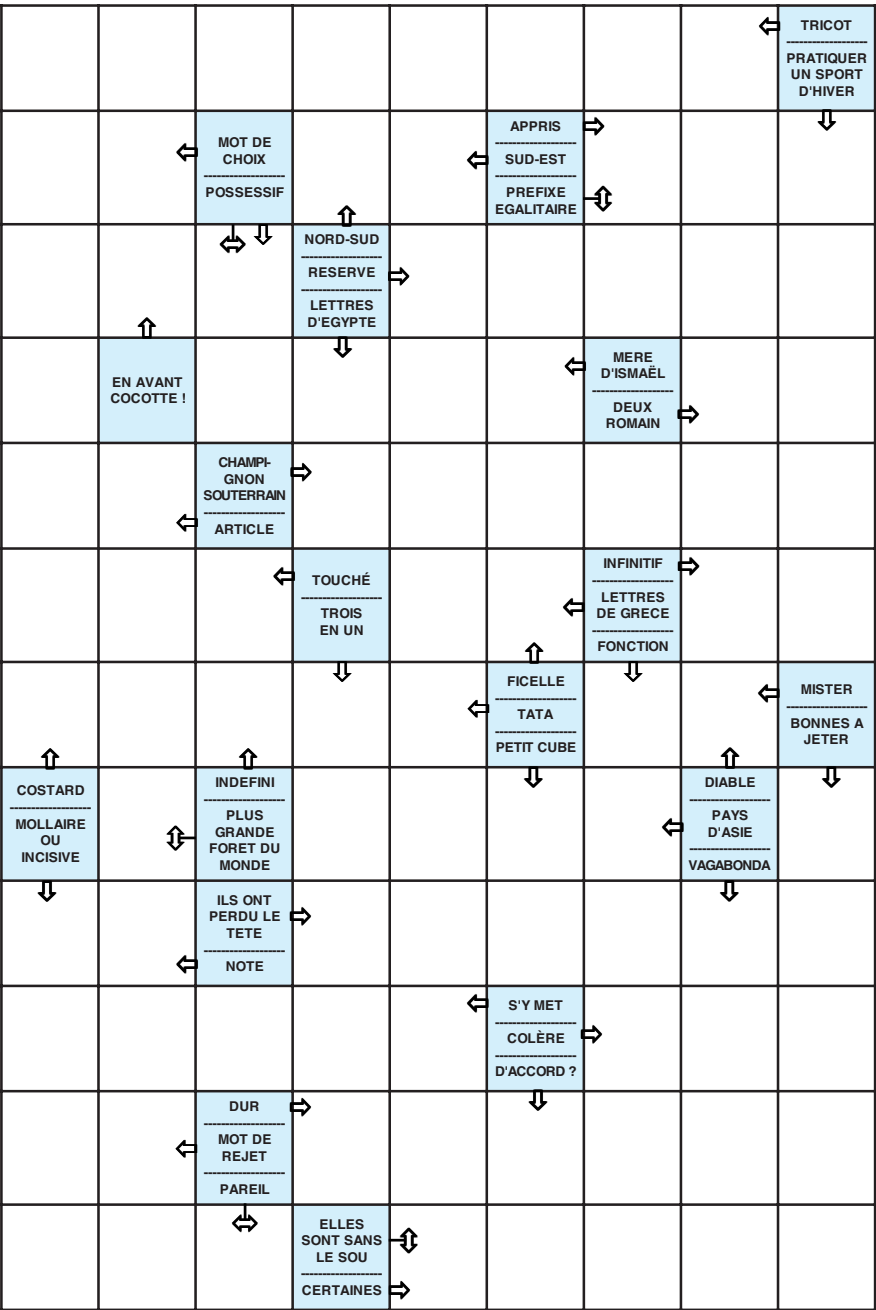 TRICOT
PRATIQUER
UN SPORT
D'HIVER
MOT DE
CHOIX
POSSESSIF
APPRIS
SUD-EST
PREFIXE
EGALITAIRE
NORD-SUD
RESERVE
LETTRES
D'EGYPTE
EN AVANT
COCOTTE !
MERE
D'ISMAËL
DEUX
ROMAIN
CHAMPI-
GNON
SOUTERRAIN
ARTICLE
TOUCHÉ
TROIS
EN UN
INFINITIF
LETTRES
DE GRECE
FONCTION
FICELLE
TATA
PETIT CUBE
MISTER
BONNES A
JETER
COSTARD
MOLLAIRE
OU
INCISIVE
INDEFINI
PLUS
GRANDE
FORET DU
MONDE
DIABLE
PAYS
D'ASIE
VAGABONDA
ILS ONT
PERDU LE
TETE
NOTE
S'Y MET
COLÈRE
D'ACCORD ?
DUR
MOT DE
REJET
PAREIL
ELLES
SONT SANS
LE SOU
CERTAINES